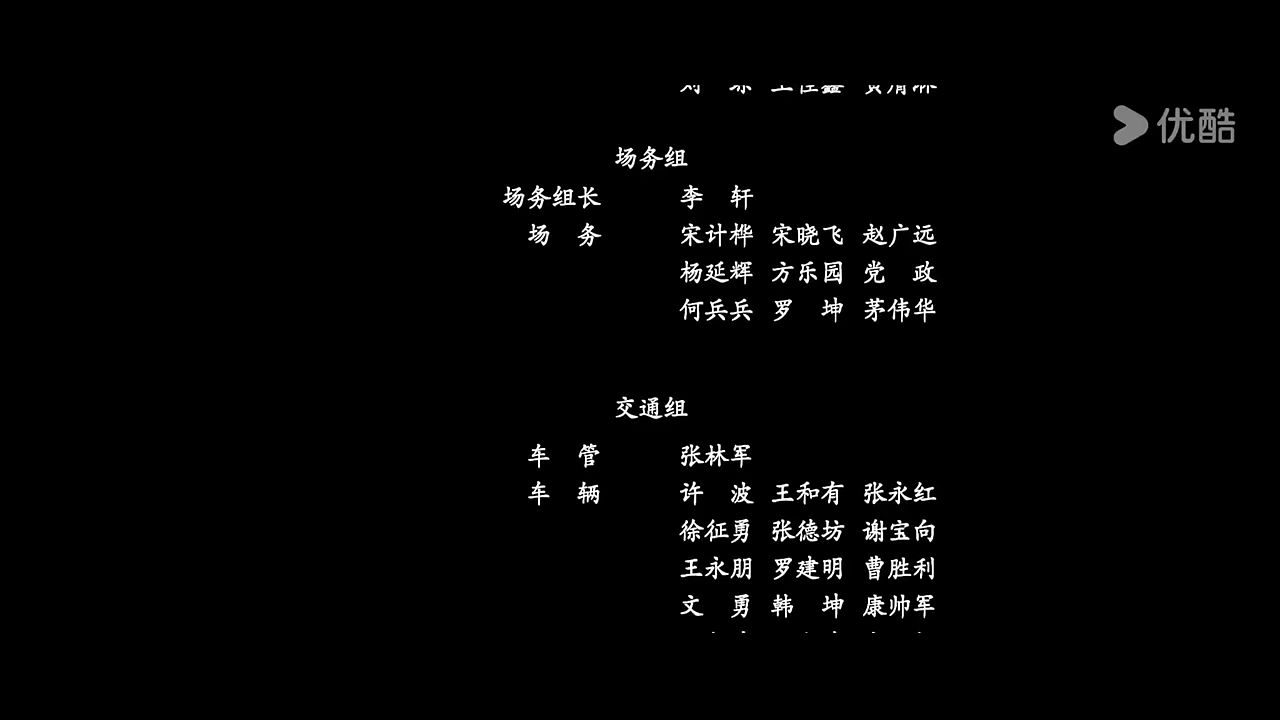 优酷
场务组
场务组长 李 轩
场 务 宋计桦 宋晓飞 赵广远
杨延辉 方乐园 党 政
何兵兵 罗 坤 茅伟华
交通组
车 管 张林军
车 辆 许 波 王和有 张永红
徐征勇 张德坊 谢宝向
王永朋 罗建明 曹胜利
文 勇 韩 坤 康帅军